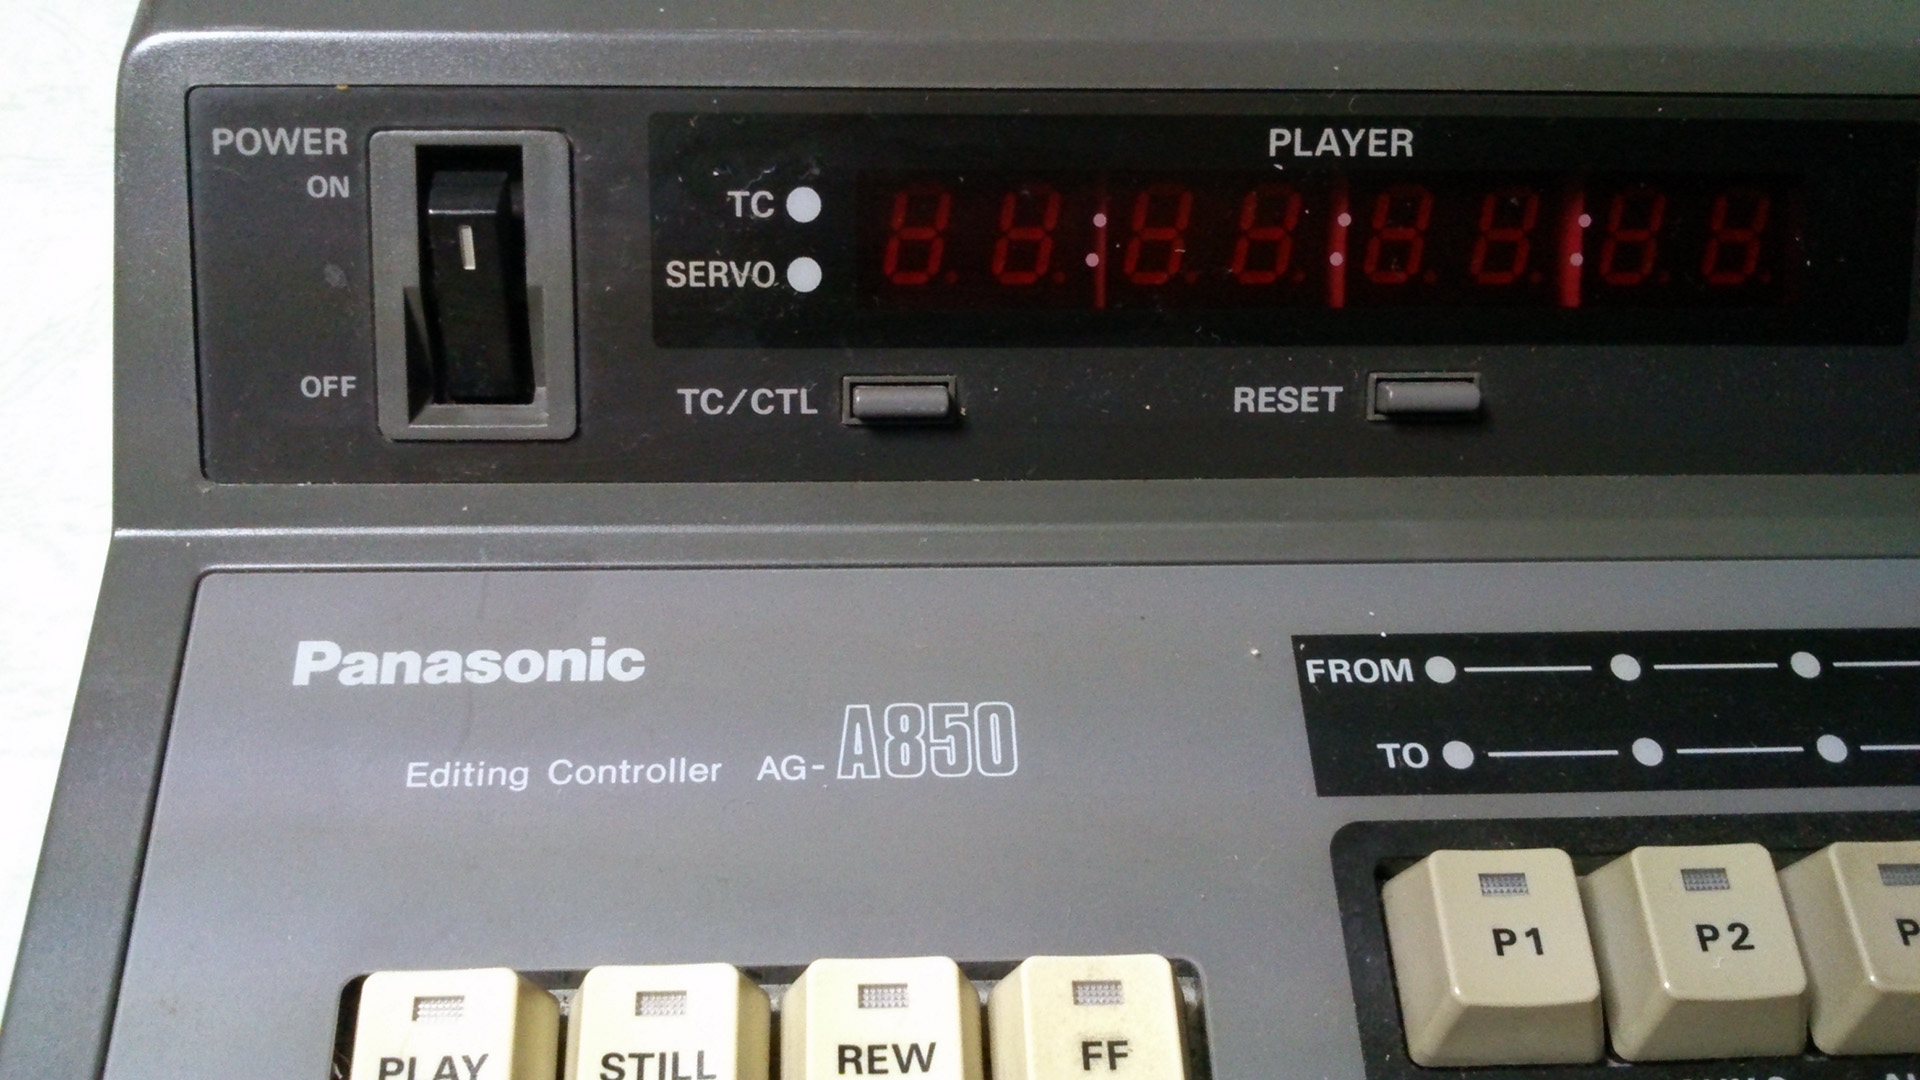 POWER
ON
OFF
PLAYER
TC
SERVO
TC/CTL
RESET
Panasonic
Editing Controller AG-A850
FROM
TO
P1
P2
P
PLAY
STILL
REW
FF